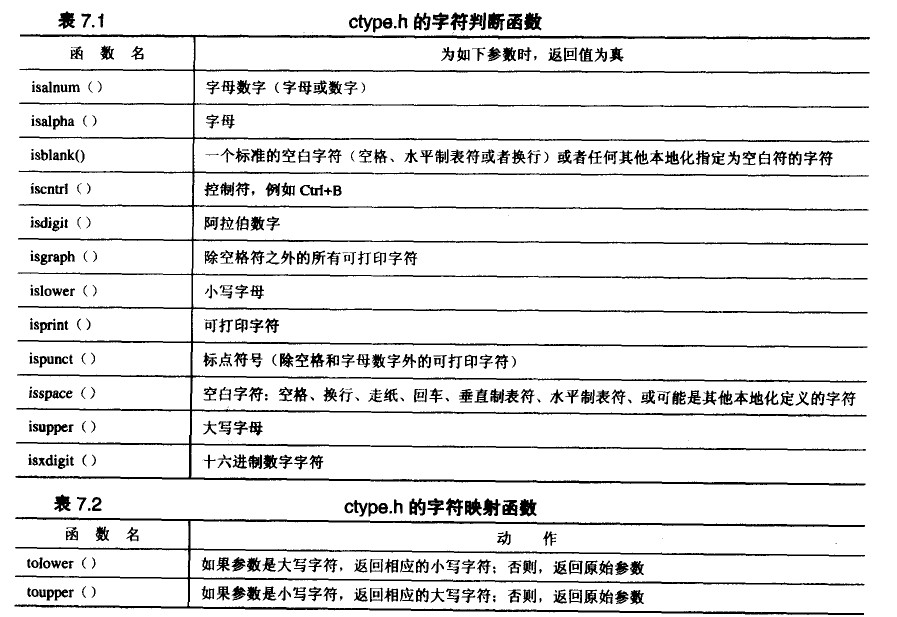 表 7.1 ctype.h 的字符判断函数
函 数 名 为如下参数时，返回值为真
isalnum（） 字母数字（字母或数字）
isalpha（） 字母
isblank() 一个标准的空白字符（空格、水平制表符或者换行）或者任何其他本地化指定为空白符的字符
iscntrl（） 控制符，例如 Ctrl+B
isdigit（） 阿拉伯数字
isgraph（） 除空格符之外的所有可打印字符
islower（） 小写字母
isprint（） 可打印字符
ispunct（） 标点符号（除空格和字母数字外的可打印字符）
isspace（） 空白字符：空格、换行、走纸、回车、垂直制表符、水平制表符、或可能是其他本地化定义的字符
isupper（） 大写字母
isxdigit（） 十六进制数字字符
表 7.2 ctype.h 的字符映射函数
函 数 名 动 作
tolower（） 如果参数是大写字符，返回相应的小写字符；否则，返回原始参数
toupper（） 如果参数是小写字符，返回相应的大写字符；否则，返回原始参数